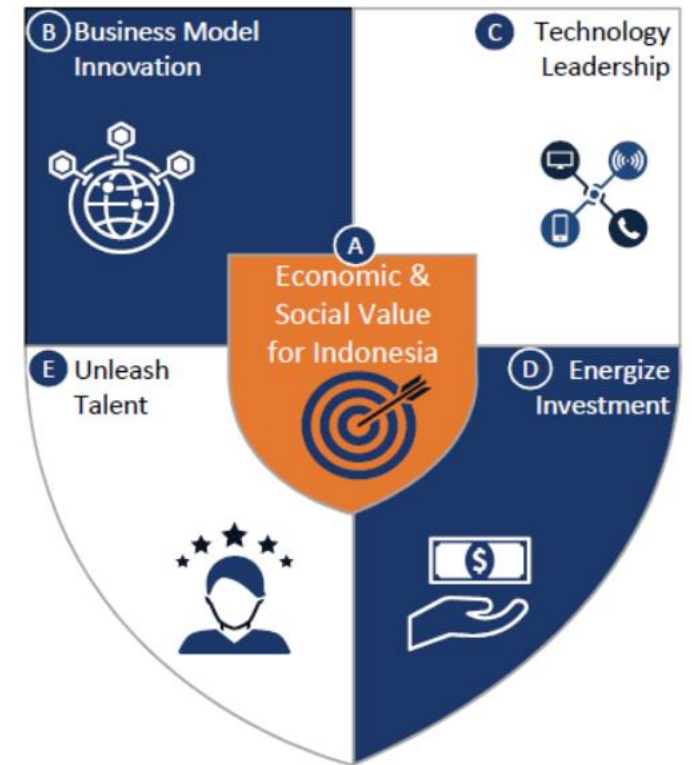 B Business Model
Innovation
C Technology
Leadership
A
Economic &
Social Value
for Indonesia
E Unleash
Talent
D Energize
Investment
$